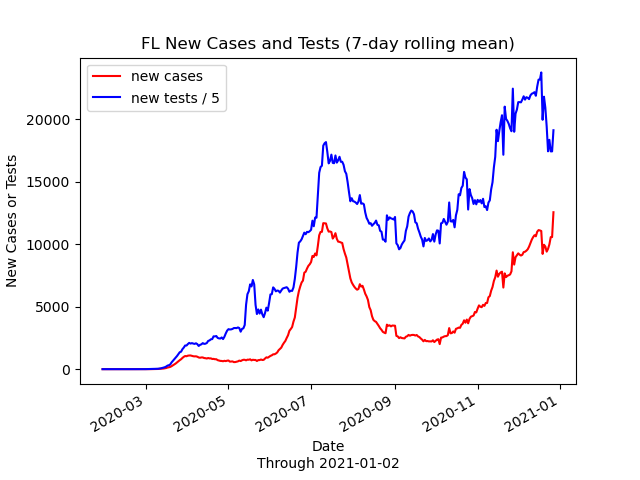 FL New Cases and Tests (7-day rolling mean)
new cases
new tests / 5
New Cases or Tests
20000
15000
10000
5000
0
2020-03
2020-05
2020-07
2020-09
2020-11
2021-01
Date
Through 2021-01-02